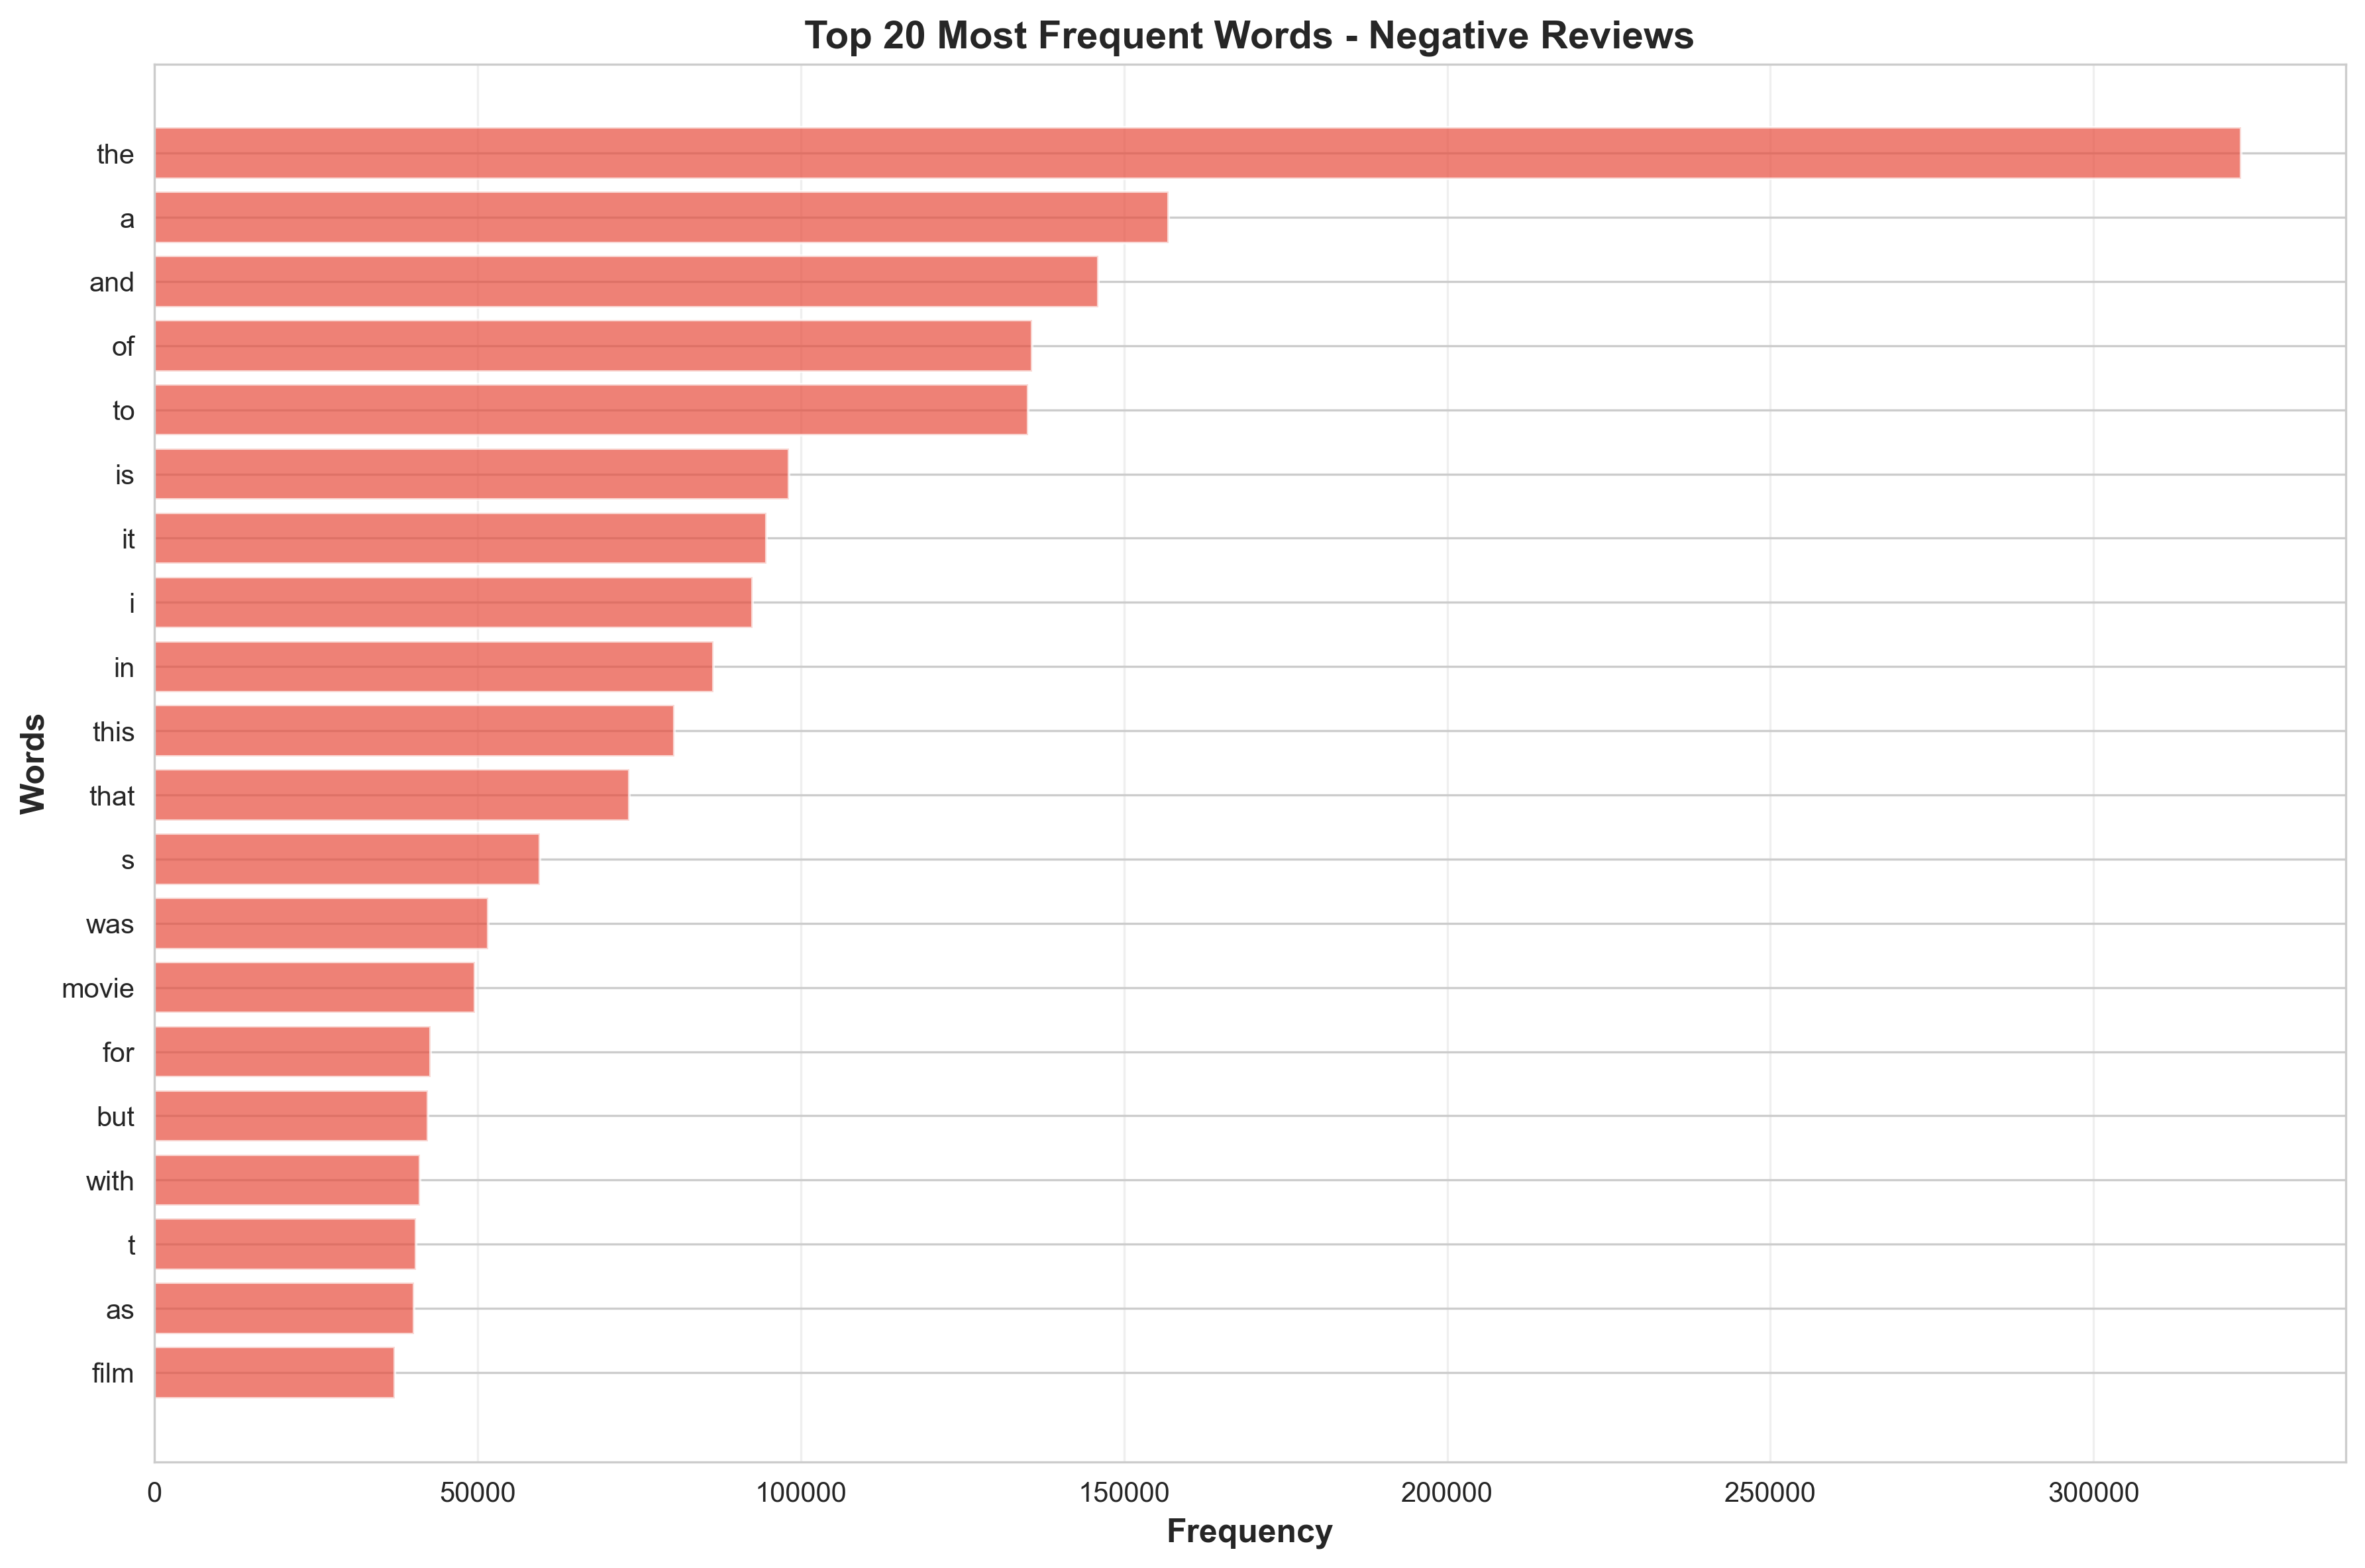 Top 20 Most Frequent Words - Negative Reviews
the
a
and
of
to
is
it
i
in
this
that
s
was
movie
for
but
with
t
as
film
Words
0 50000 100000 150000 200000 250000 300000
Frequency